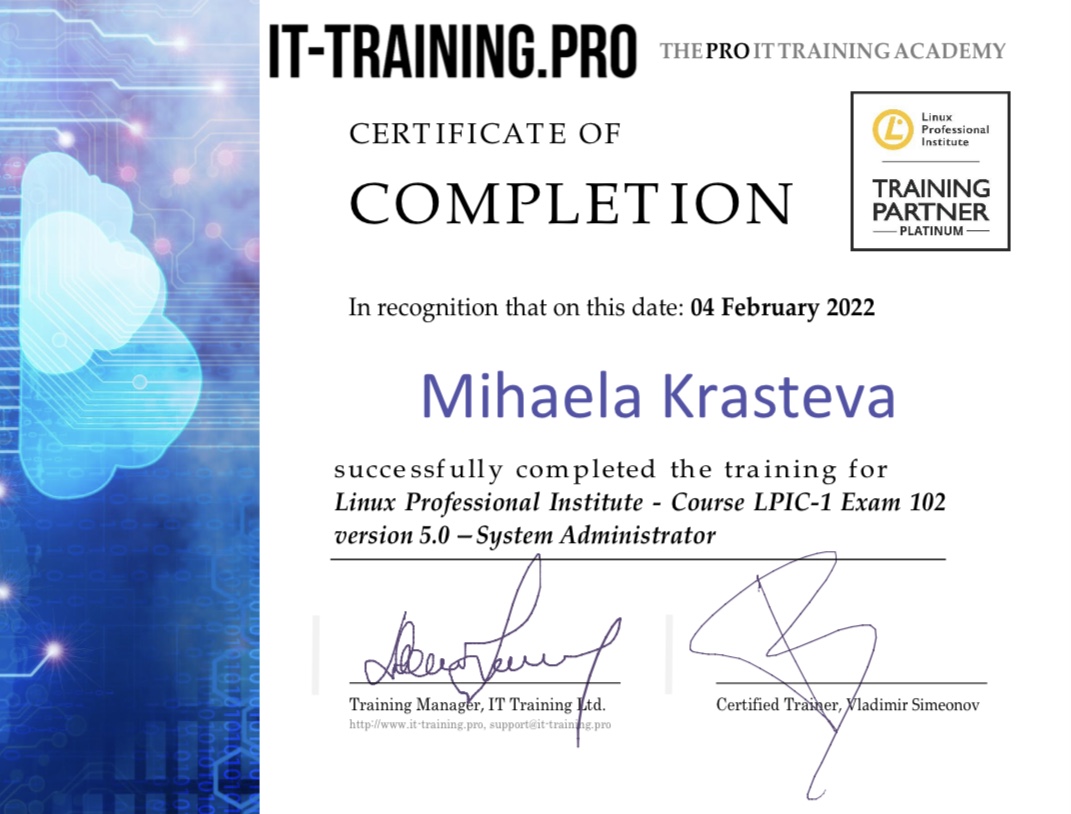 IT-TRAINING.PRO THE PRO IT TRAINING ACADEMY
CERTIFICATE OF
COMPLETION
Linux
Professional
Institute
TRAINING
PARTNER
PLATINUM
In recognition that on this date: 04 February 2022
Mihaela Krasteva
successfully completed the training for
Linux Professional Institute - Course LPIC-1 Exam 102
version 5.0 – System Administrator
Training Manager, IT Training Ltd.
http://www.it-training.pro, support@it-training.pro
Certified Trainer, Vladimir Simeonov